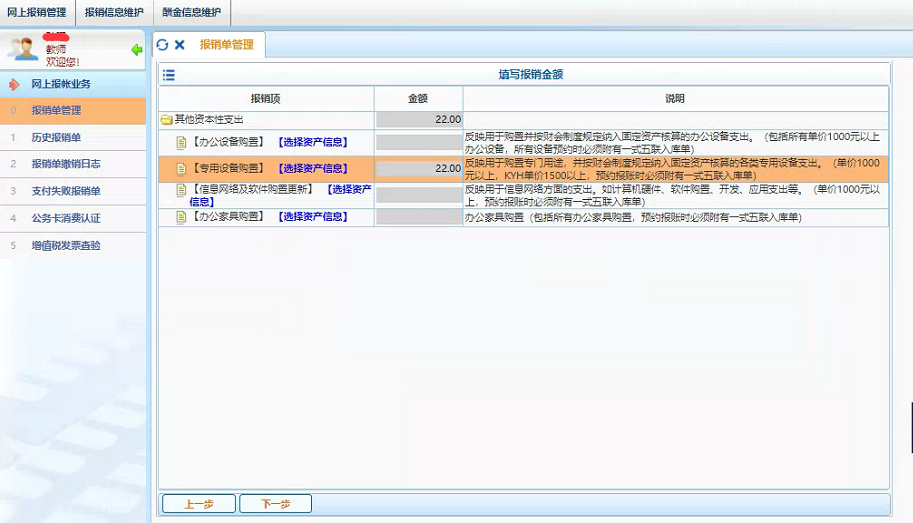 网上报销管理 报销信息维护 酬金信息维护
教师
欢迎您!
报销单管理
网上报帐业务
0 报销单管理
1 历史报销单
2 报销单撤销日志
3 支付失败报销单
4 公务卡消费认证
5 增值税发票查验
填写报销金额
报销项 金额 说明
其他资本性支出 22.00
【办公设备购置】 【选择资产信息】
反映用于购置并按财会制度规定纳入固定资产核算的办公设备支出。（包括所有单价1000元以上
办公设备，所有设备预约时必须附有一式五联入库单）
【专用设备购置】 【选择资产信息】 22.00
反映用于购置专门用途，并按财会制度规定纳入固定资产核算的各类专用设备支出。（单价1000
元以上，KYH单价1500以上，预约报账时必须附有一式五联入库单）
【信息网络及软件购置更新】 【选择资产
信息】
反映用于信息网络方面的支出。如计算机硬件、软件购置、开发、应用支出等。（单价1000元以
上，预约报账时必须附有一式五联入库单）
【办公家具购置】 【选择资产信息】
办公家具购置（包括所有办公家具购置，预约报账时必须附有一式五联入库单）
上一步 下一步